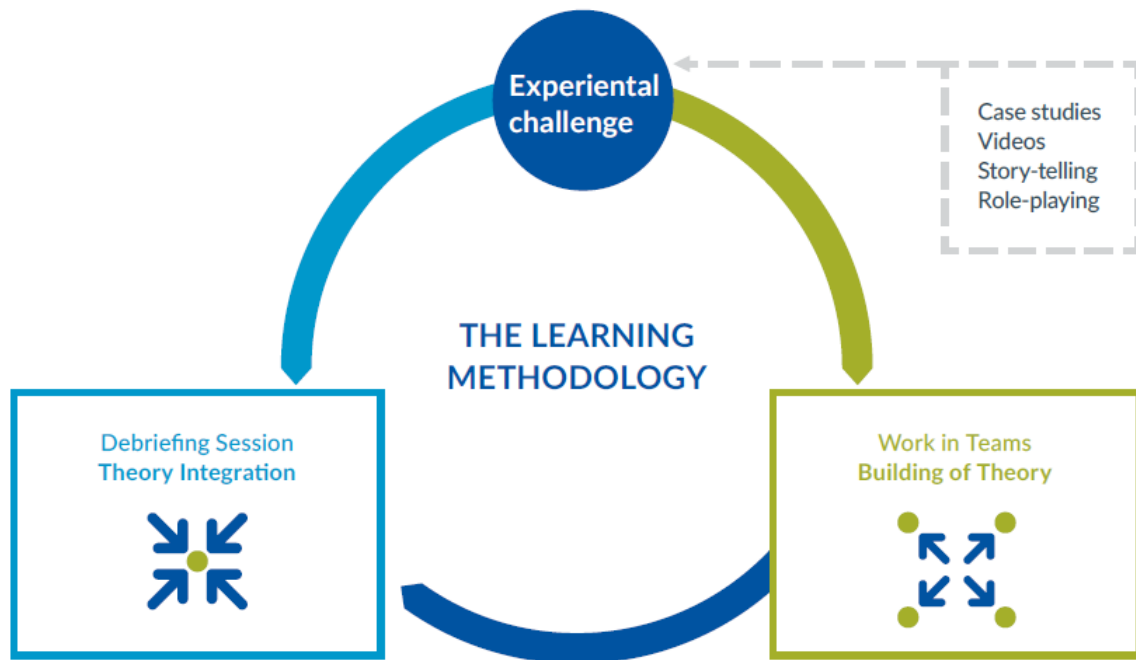 Experiental
challenge
Case studies
Videos
Story-telling
Role-playing
THE LEARNING
METHODOLOGY
Debriefing Session
Theory Integration
Work in Teams
Building of Theory